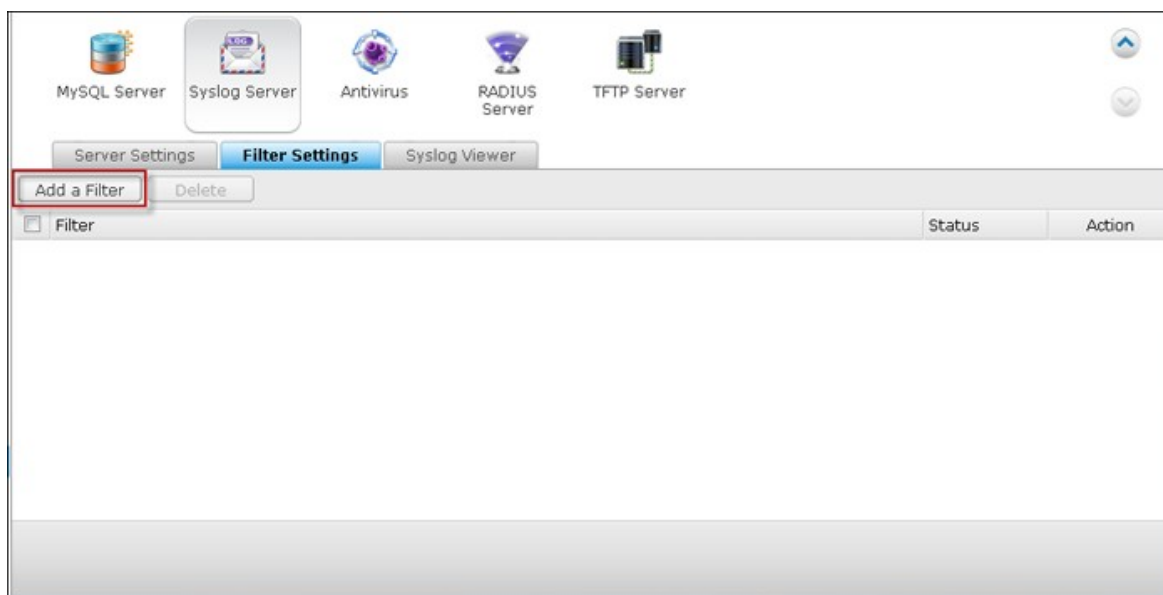 LOG
MySQL Server
Syslog Server
Antivirus
RADIUS
Server
TFTP Server
Server Settings
Filter Settings
Syslog Viewer
Add a Filter
Delete
Filter
Status
Action